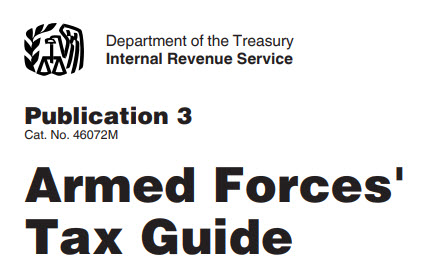 Department of the Treasury
Internal Revenue Service
Publication 3
Cat. No. 46072M
Armed Forces'
Tax Guide